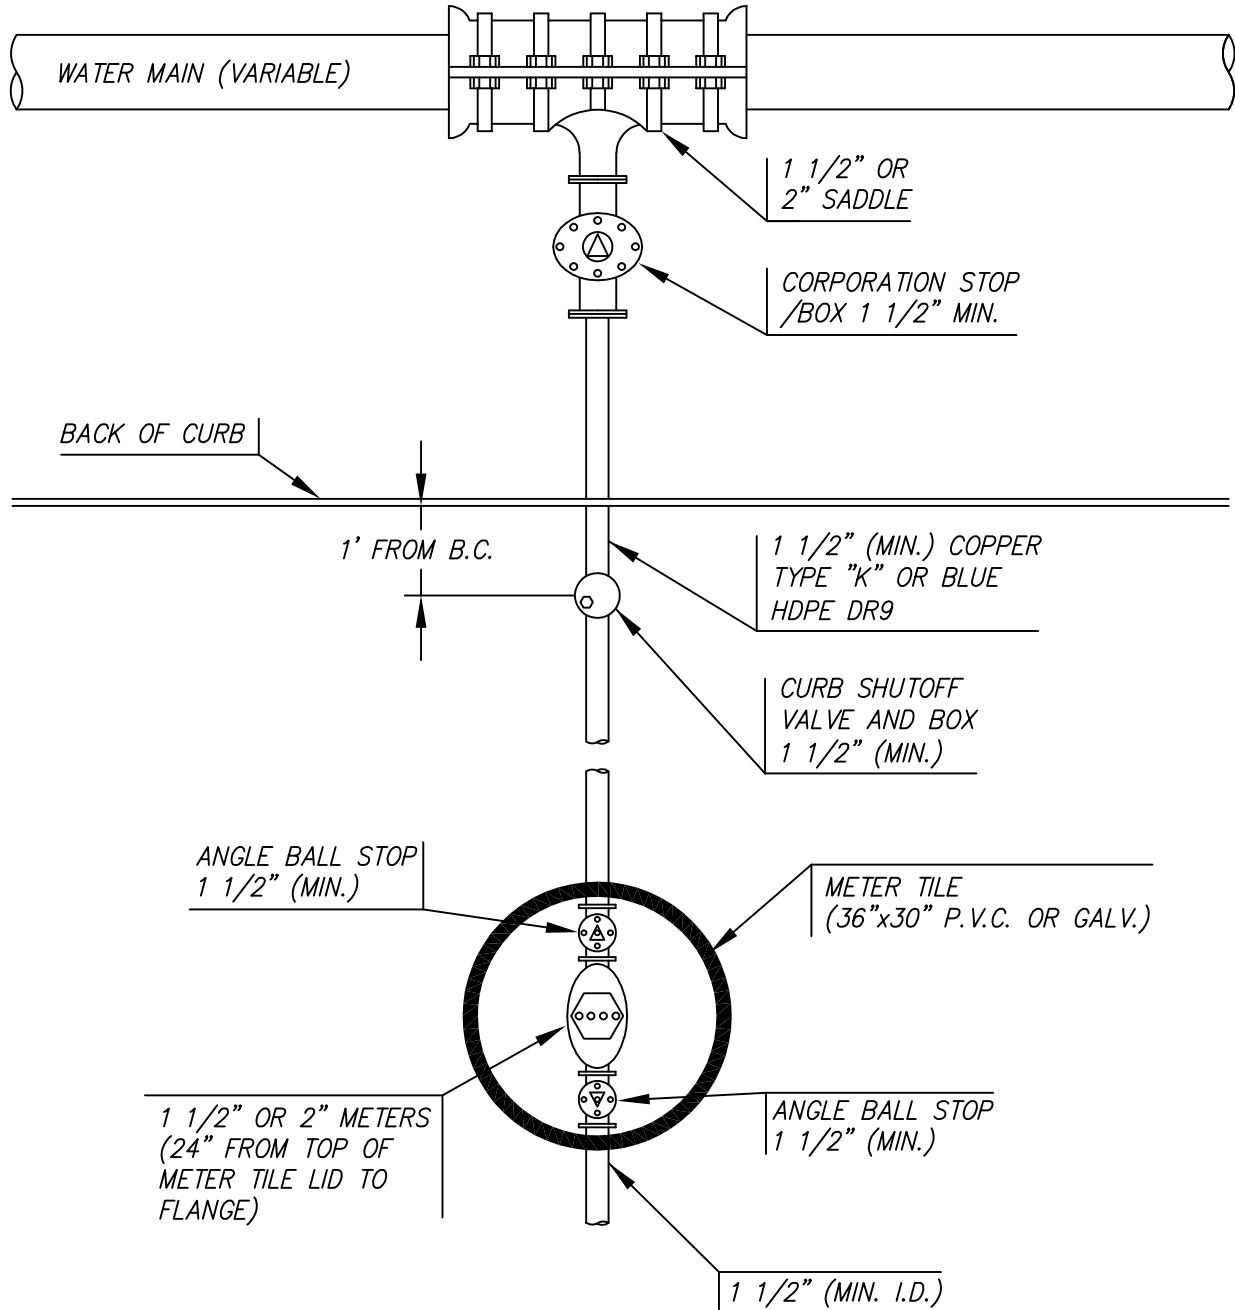 WATER MAIN (VARIABLE)
1 1/2" OR
2" SADDLE
CORPORATION STOP
/BOX 1 1/2" MIN.
BACK OF CURB
1' FROM B.C.
1 1/2" (MIN.) COPPER
TYPE "K" OR BLUE
HDPE DR9
CURB SHUTOFF
VALVE AND BOX
1 1/2" (MIN.)
ANGLE BALL STOP
1 1/2" (MIN.)
METER TILE
(36"x30" P.V.C. OR GALV.)
1 1/2" OR 2" METERS
(24" FROM TOP OF
METER TILE LID TO
FLANGE)
ANGLE BALL STOP
1 1/2" (MIN.)
1 1/2" (MIN. I.D.)